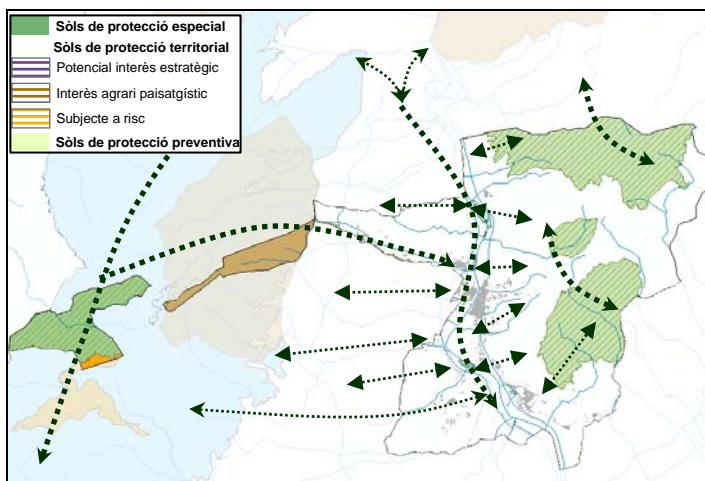 Sòls de protecció especial
Sòls de protecció territorial
Potencial interès estratègic
Interès agrari paisatgístic
Subjecte a risc
Sòls de protecció preventiva